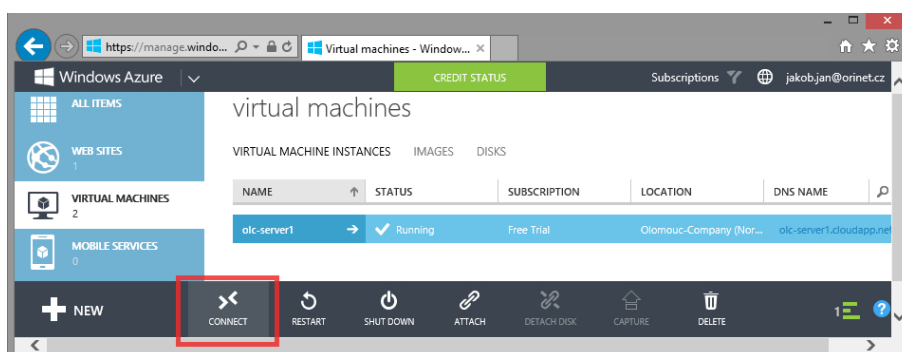 https://manage.windo...
Virtual machines - Window...
Windows Azure
CREDIT STATUS
Subscriptions
jakob.jan@orinet.cz
ALL ITEMS
virtual machines
WEB SITES
1
VIRTUAL MACHINE INSTANCES IMAGES DISKS
VIRTUAL MACHINES
2
NAME STATUS SUBSCRIPTION LOCATION DNS NAME
olc-server1 Running Free Trial Olomouc-Company (Nor... olc-server1.cloudapp.net
MOBILE SERVICES
0
NEW
CONNECT RESTART SHUT DOWN ATTACH DETACH DISK CAPTURE DELETE
1
?